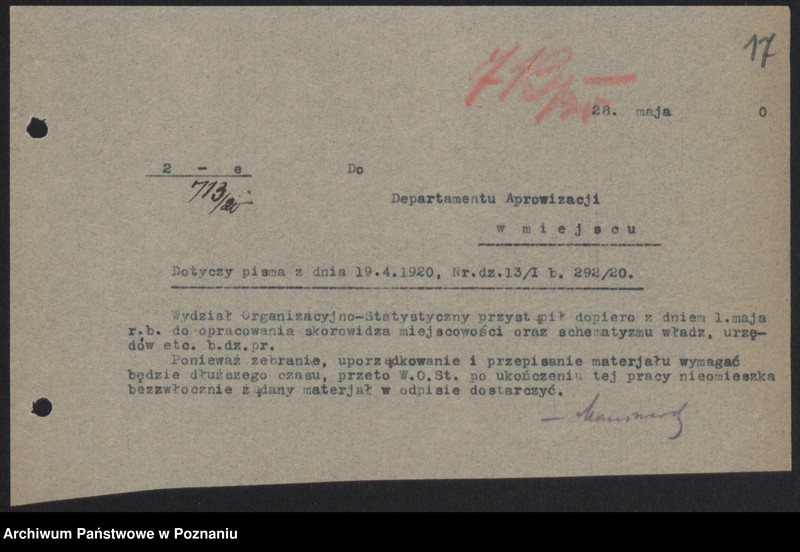 17
713/20
28. maja 0
2 - e Do
713/20
Departamentu Aprowizacji
w miejscu
Dotyczy pisma z dnia 19.4.1920, Nr.dz.13/I b. 292/20.
Wydział Organizacyjno-Statystyczny przystąpił dopiero z dniem 1.maja
r.b. do opracowania skorowidza miejscowości oraz schematyzmu władz, urzę-
dów etc. b.dz.pr.
Ponieważ zebranie, uporządkowanie i przepisanie materjału wymagać
będzie dłuższego czasu, przeto W.O.St. po ukończeniu tej pracy nieomieszka
bezzwłocznie żądany materjał w odpisie dostarczyć.
Archiwum Państwowe w Poznaniu